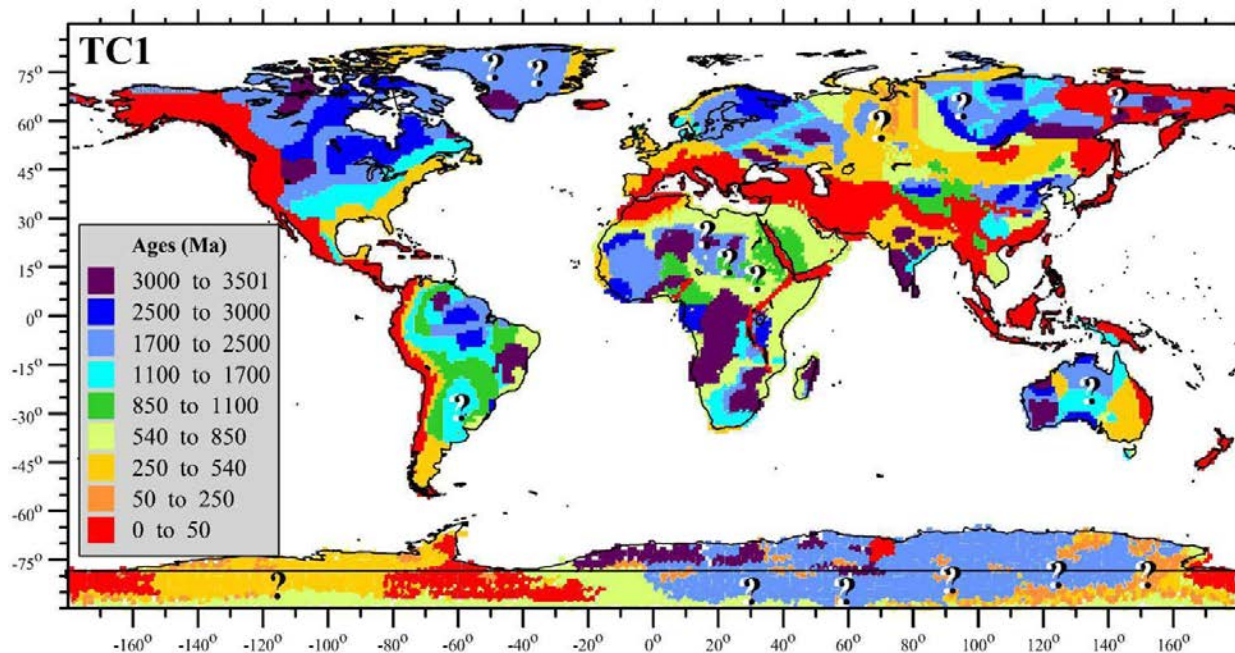 TC1
75°
60°
45°
30°
15°
0°
-15°
-30°
-45°
-60°
-75°
Ages (Ma)
3000 to 3501
2500 to 3000
1700 to 2500
1100 to 1700
850 to 1100
540 to 850
250 to 540
50 to 250
0 to 50
? ?
?
?
?
?
?
?
?
?
? ? ? ? ? ?
-160° -140° -120° -100° -80° -60° -40° -20° 0° 20° 40° 60° 80° 100° 120° 140° 160°